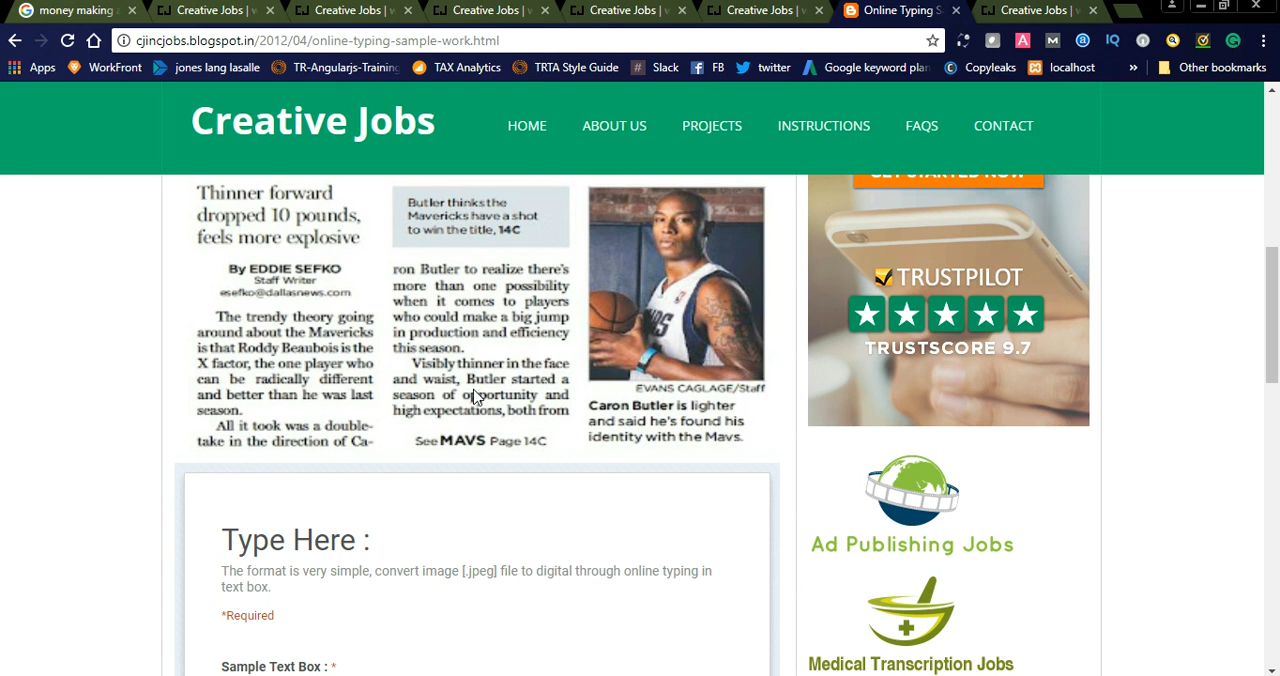 money making
Creative Jobs | v
Creative Jobs | v
Creative Jobs | v
Creative Jobs | v
Creative Jobs | v
Online Typing S
Creative Jobs | v
cjincjobs.blogspot.in/2012/04/online-typing-sample-work.html
Apps
WorkFront
jones lang lasalle
TR-Angularjs-Training
TAX Analytics
TRTA Style Guide
Slack
FB
twitter
Google keyword plan
Copyleaks
localhost
»
Other bookmarks
Creative Jobs
HOME
ABOUT US
PROJECTS
INSTRUCTIONS
FAQS
CONTACT
Thinner forward
dropped 10 pounds,
feels more explosive
By EDDIE SEFKO
Staff Writer
esefko@dallasnews.com
The trendy theory going
around about the Mavericks
is that Roddy Beaubois is the
X factor, the one player who
can be radically different
and better than he was last
season.
All it took was a double-
take in the direction of Ca-
Butler thinks the
Mavericks have a shot
to win the title, 14C
ron Butler to realize there's
more than one possibility
when it comes to players
who could make a big jump
in production and efficiency
this season.
Visibly thinner in the face
and waist, Butler started a
season of opportunity and
high expectations, both from
See MAVS Page 14C
EVANS CAGLAGE/Staff
Caron Butler is lighter
and said he's found his
identity with the Mavs.
Type Here :
The format is very simple, convert image [.jpeg] file to digital through online typing in
text box.
*Required
Sample Text Box : *
GET STARTED NOW
TRUSTPILOT
TRUSTSCORE 9.7
Ad Publishing Jobs
Medical Transcription Jobs